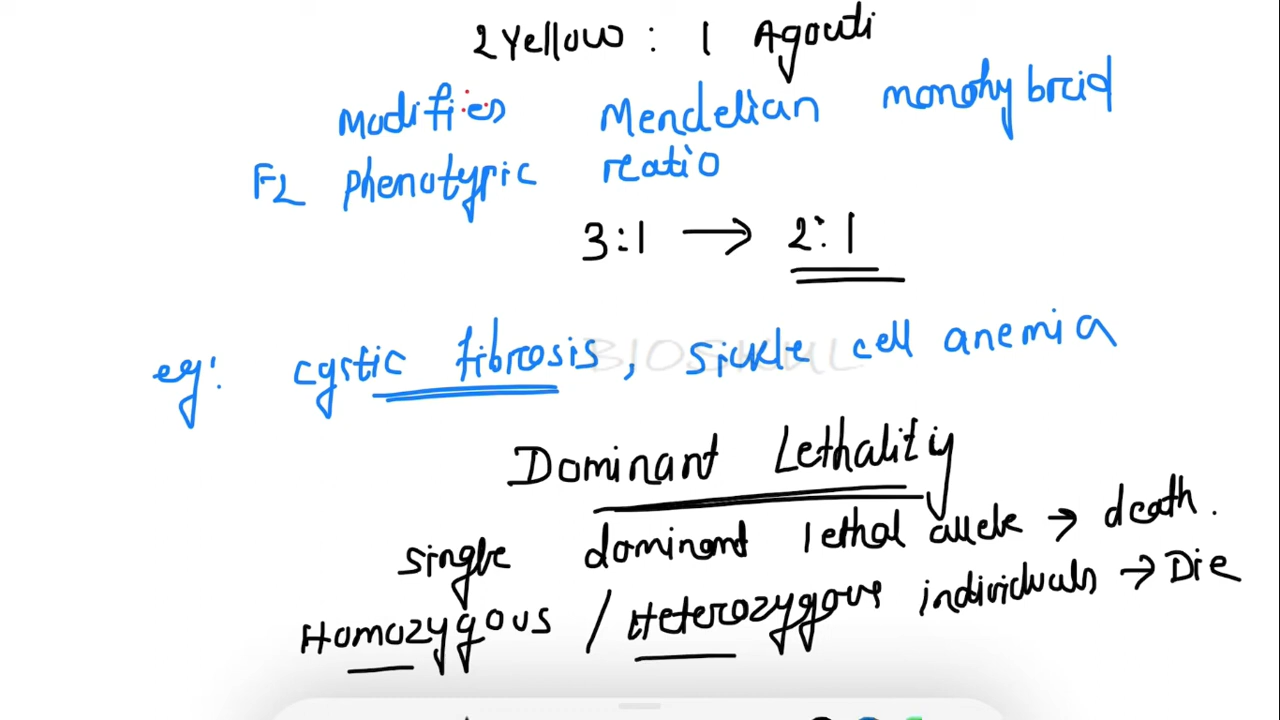 2 Yellow : 1 Agouti
modifies Mendelian monohybrid
F2 phenotypic ratio
3:1 → 2:1
eg: cystic fibrosis, sickle cell anemia
BIOSKUL
Dominant Lethality
single dominant lethal allele → death.
Homozygous / Heterozygous individuals → Die